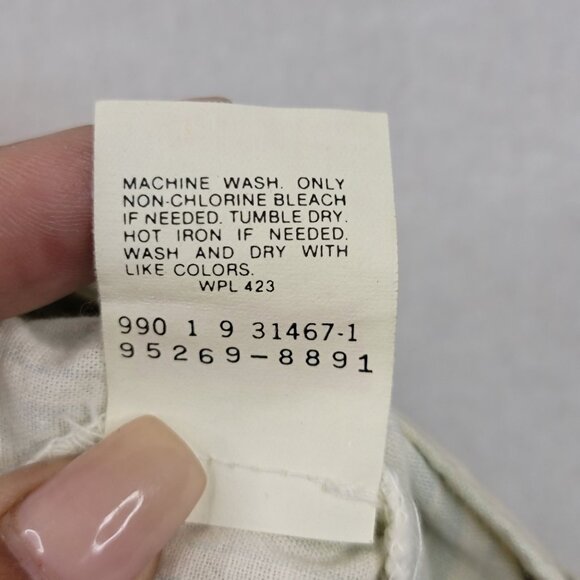 MACHINE WASH. ONLY
NON-CHLORINE BLEACH
IF NEEDED. TUMBLE DRY.
HOT IRON IF NEEDED.
WASH AND DRY WITH
LIKE COLORS.
WPL 423
990 1 9 31467-1
95269-8891